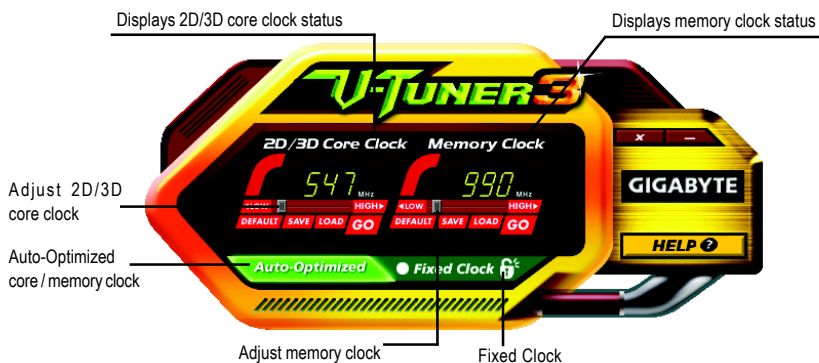 Displays 2D/3D core clock status
Displays memory clock status
V-TUNER3
2D/3D Core Clock Memory Clock
547 MHz 990 MHz
◄LOW HIGH► ◄LOW HIGH►
DEFAULT SAVE LOAD GO DEFAULT SAVE LOAD GO
x –
GIGABYTE
HELP ?
Adjust 2D/3D
core clock
Auto-Optimized
core / memory clock
Auto-Optimized Fixed Clock
Adjust memory clock Fixed Clock